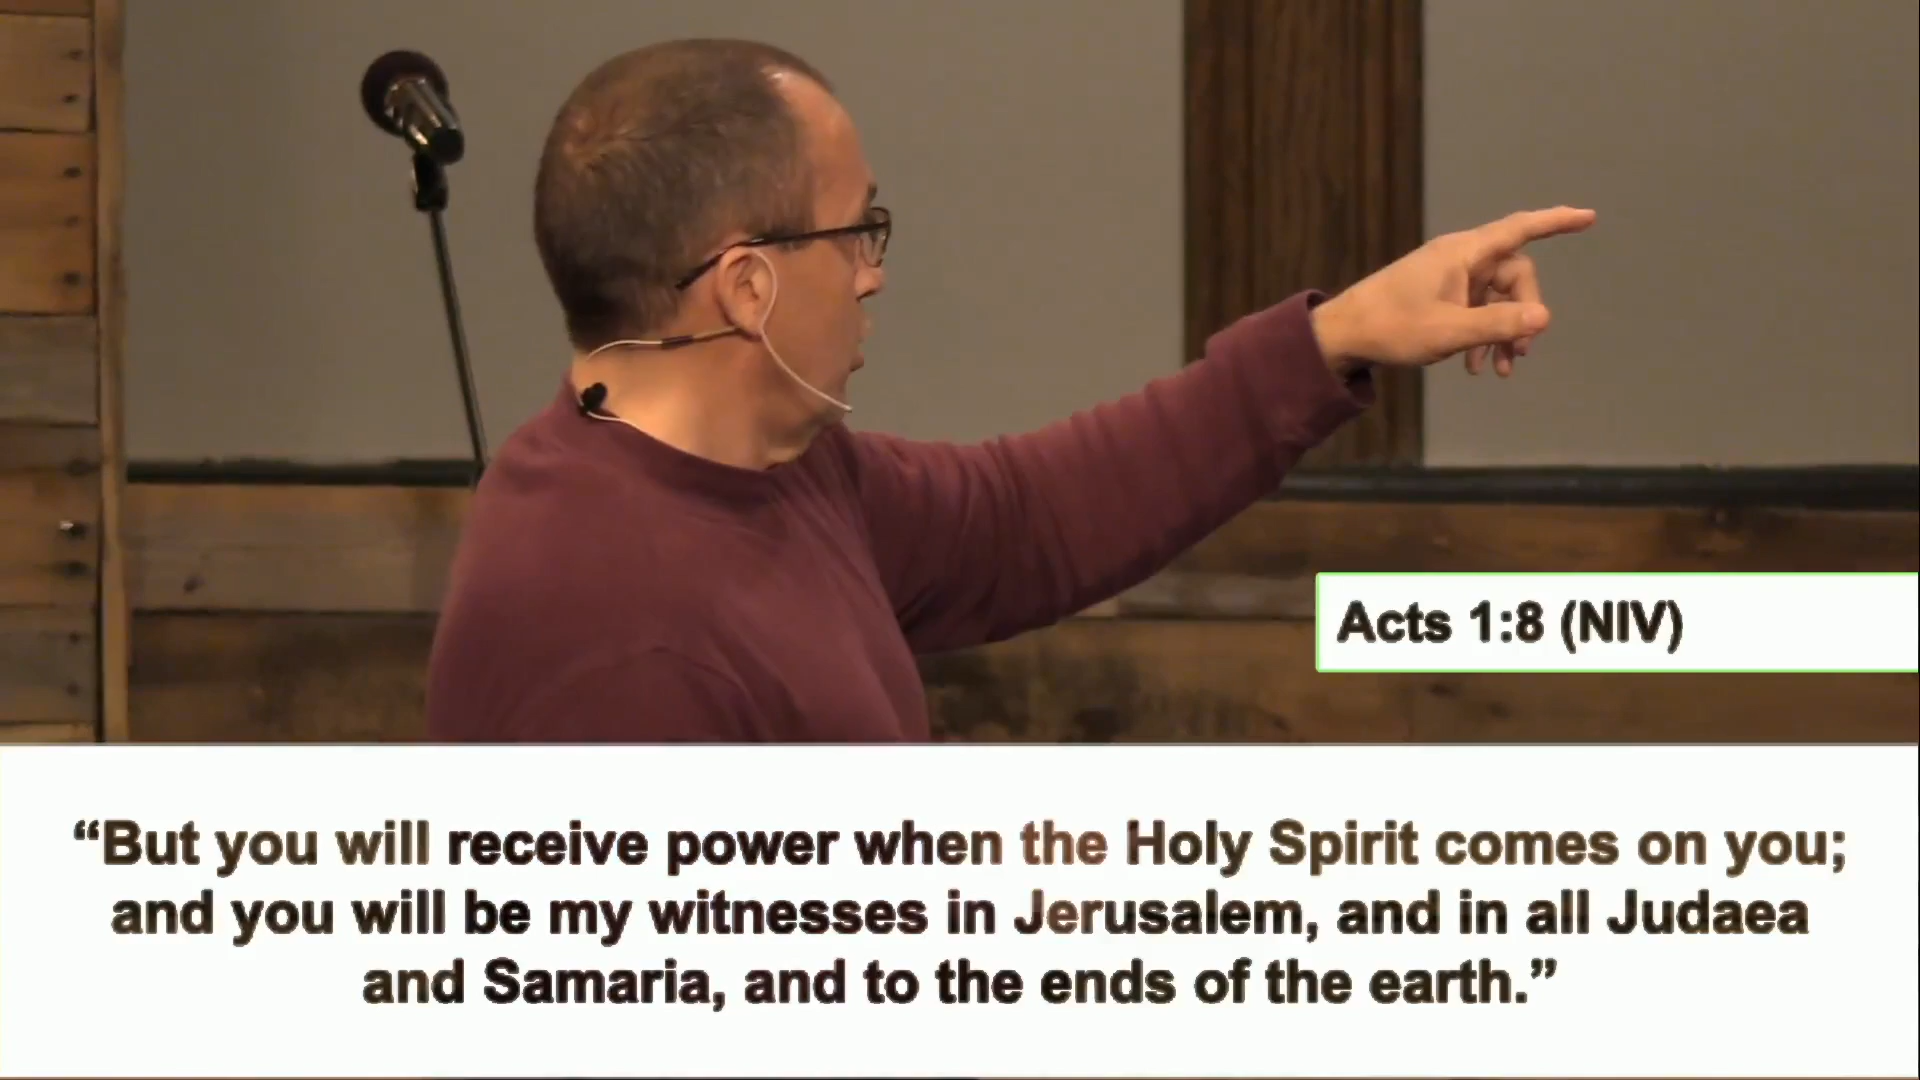 Acts 1:8 (NIV)
“But you will receive power when the Holy Spirit comes on you;
and you will be my witnesses in Jerusalem, and in all Judaea
and Samaria, and to the ends of the earth.”